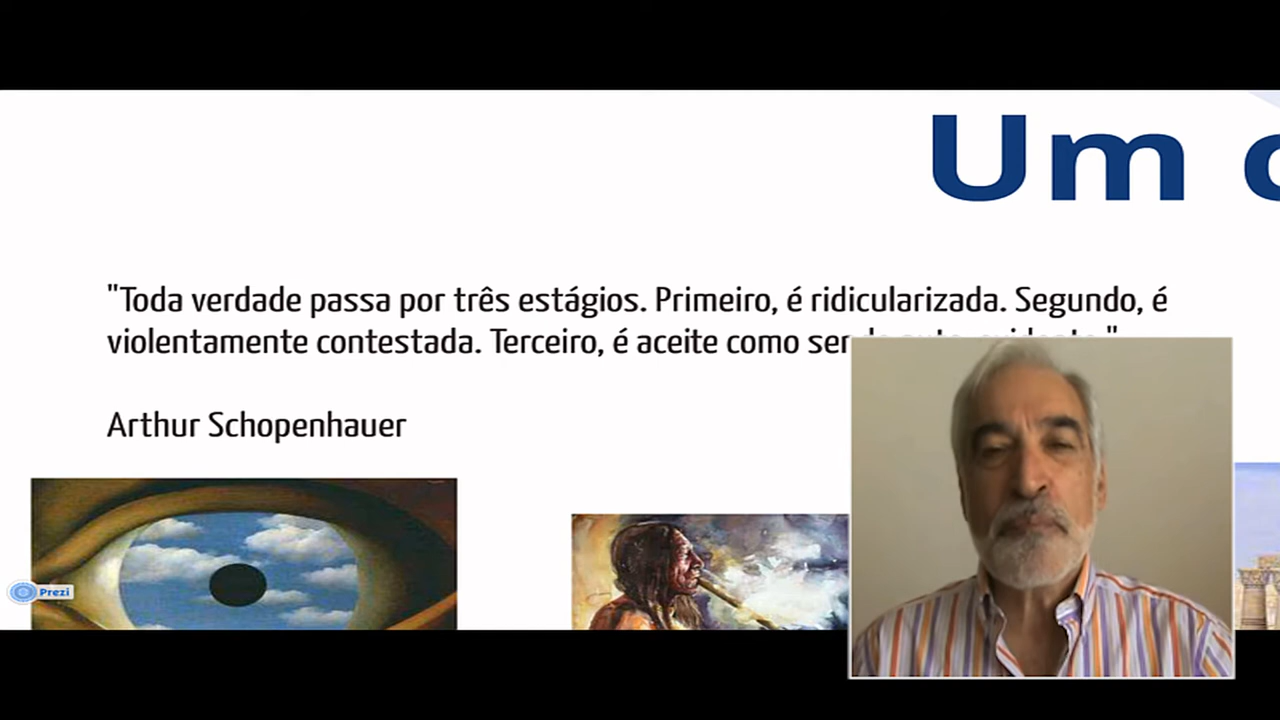 Um
"Toda verdade passa por três estágios. Primeiro, é ridicularizada. Segundo, é
violentamente contestada. Terceiro, é aceite como ser
Arthur Schopenhauer
Prezi